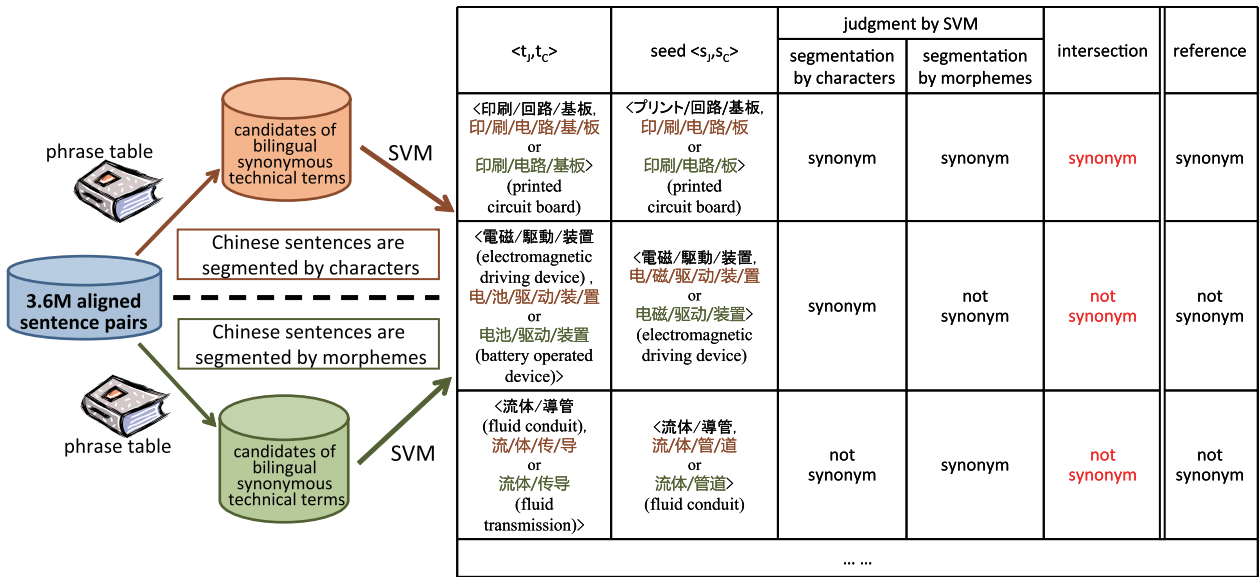 phrase table
candidates of
bilingual
synonymous
technical terms
SVM
Chinese sentences are
segmented by characters
3.6M aligned
sentence pairs
Chinese sentences are
segmented by morphemes
phrase table
candidates of
bilingual
synonymous
technical terms
SVM
<tJ,tC>
seed <sJ,sC>
judgment by SVM
segmentation
by characters
segmentation
by morphemes
intersection
reference
<印刷/回路/基板,
印/刷/电/路/基/板
or
印刷/电路/基板>
(printed
circuit board)
<プリント/回路/基板,
印/刷/电/路/板
or
印刷/电路/板>
(printed
circuit board)
synonym
synonym
synonym
synonym
<電磁/駆動/装置
(electromagnetic
driving device) ,
电/池/驱/动/装/置
or
电池/驱动/装置
(battery operated
device)>
<電磁/駆動/装置,
电/磁/驱/动/装/置
or
电磁/驱动/装置>
(electromagnetic
driving device)
synonym
not
synonym
not
synonym
not
synonym
<流体/導管
(fluid conduit),
流/体/传/导
or
流体/传导
(fluid
transmission)>
<流体/導管,
流/体/管/道
or
流体/管道>
(fluid conduit)
not
synonym
synonym
not
synonym
not
synonym
... ...